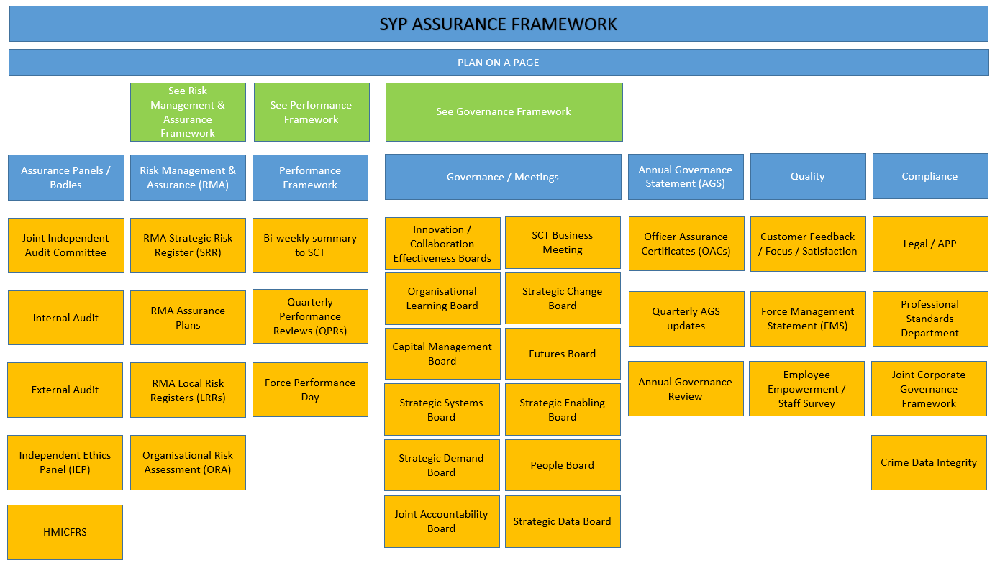 SYP ASSURANCE FRAMEWORK
PLAN ON A PAGE
See Risk
Management &
Assurance
Framework
See Performance
Framework
See Governance Framework
Assurance Panels /
Bodies
Risk Management &
Assurance (RMA)
Performance
Framework
Governance / Meetings
Annual Governance
Statement (AGS)
Quality
Compliance
Joint Independent
Audit Committee
Internal Audit
External Audit
Independent Ethics
Panel (IEP)
HMICFRS
RMA Strategic Risk
Register (SRR)
RMA Assurance
Plans
RMA Local Risk
Registers (LRRs)
Organisational Risk
Assessment (ORA)
Bi-weekly summary
to SCT
Quarterly
Performance
Reviews (QPRs)
Force Performance
Day
Innovation /
Collaboration
Effectiveness Boards
Organisational
Learning Board
Capital Management
Board
Strategic Systems
Board
Strategic Demand
Board
Joint Accountability
Board
SCT Business
Meeting
Strategic Change
Board
Futures Board
Strategic Enabling
Board
People Board
Strategic Data Board
Officer Assurance
Certificates (OACs)
Quarterly AGS
updates
Annual Governance
Review
Customer Feedback
/ Focus / Satisfaction
Force Management
Statement (FMS)
Employee
Empowerment /
Staff Survey
Legal / APP
Professional
Standards
Department
Joint Corporate
Governance
Framework
Crime Data Integrity